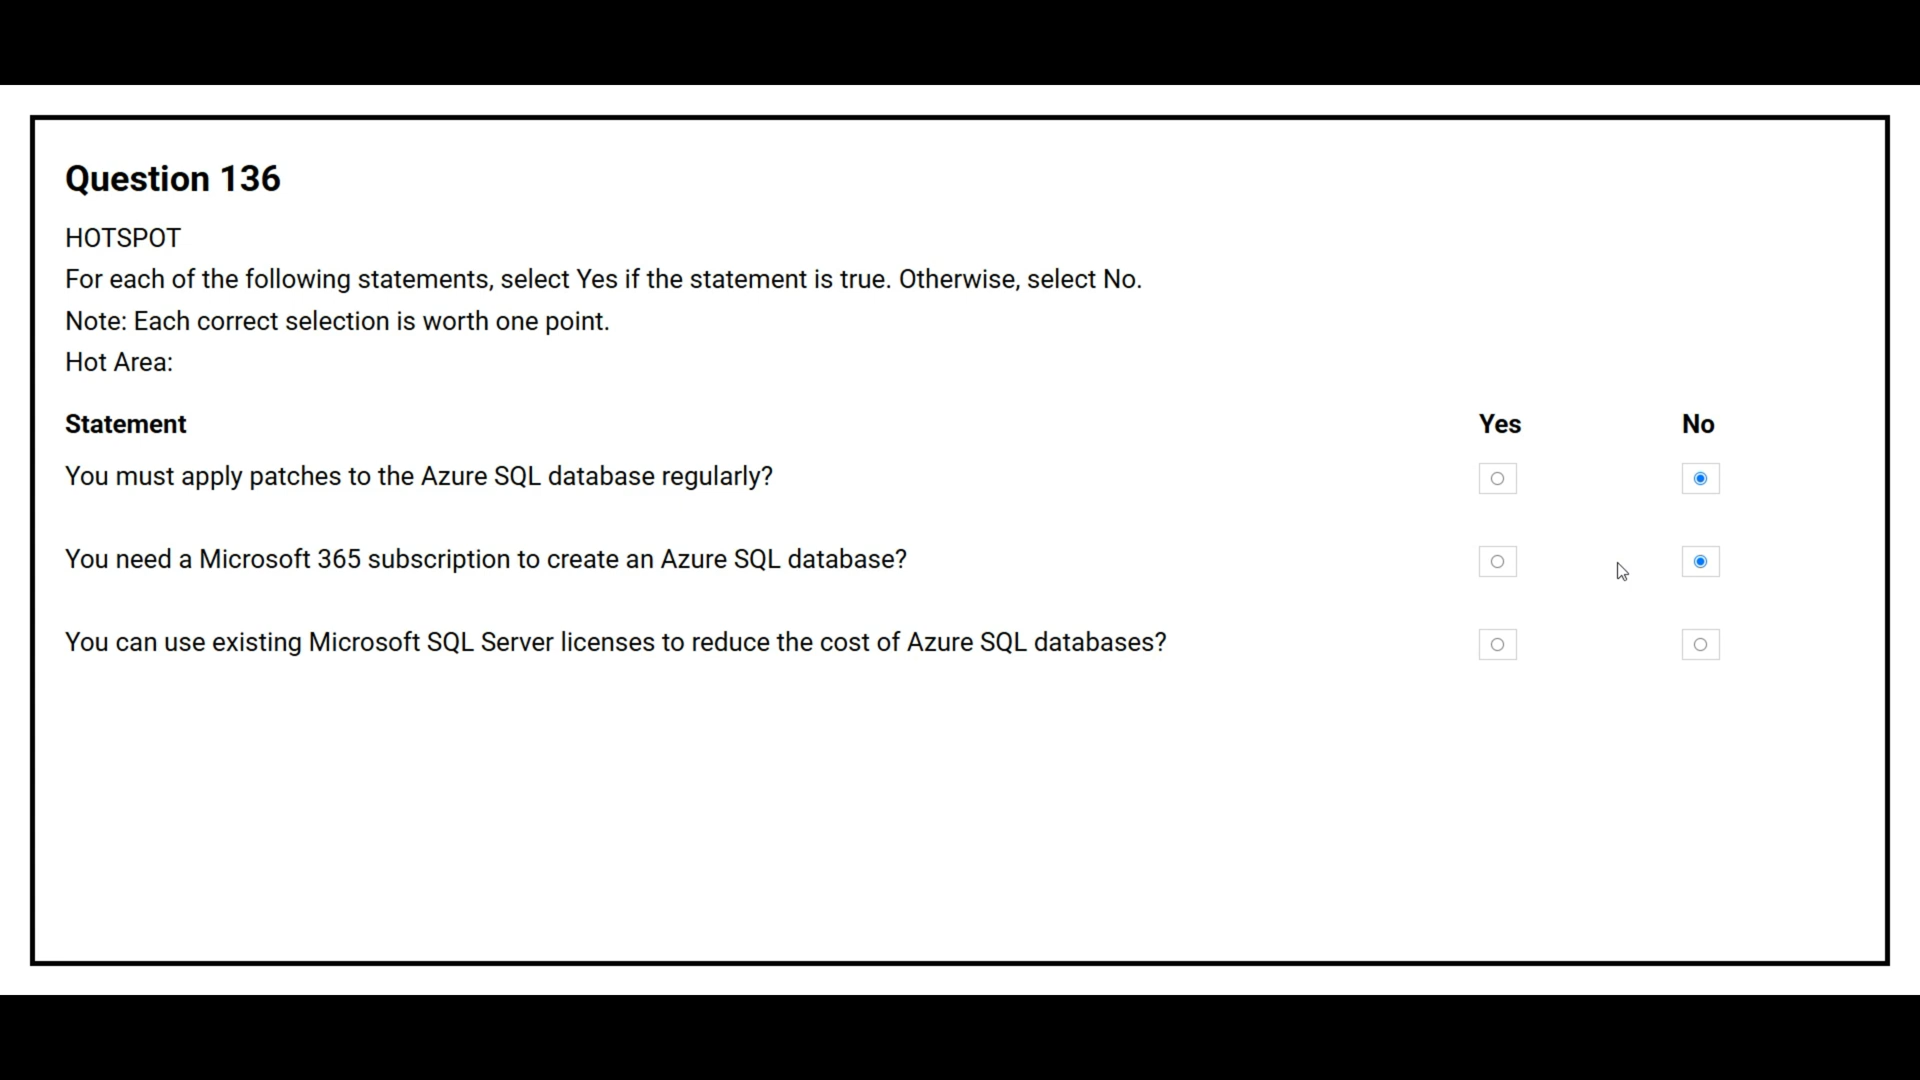 Question 136
HOTSPOT
For each of the following statements, select Yes if the statement is true. Otherwise, select No.
Note: Each correct selection is worth one point.
Hot Area:
Statement Yes No
You must apply patches to the Azure SQL database regularly?
You need a Microsoft 365 subscription to create an Azure SQL database?
You can use existing Microsoft SQL Server licenses to reduce the cost of Azure SQL databases?